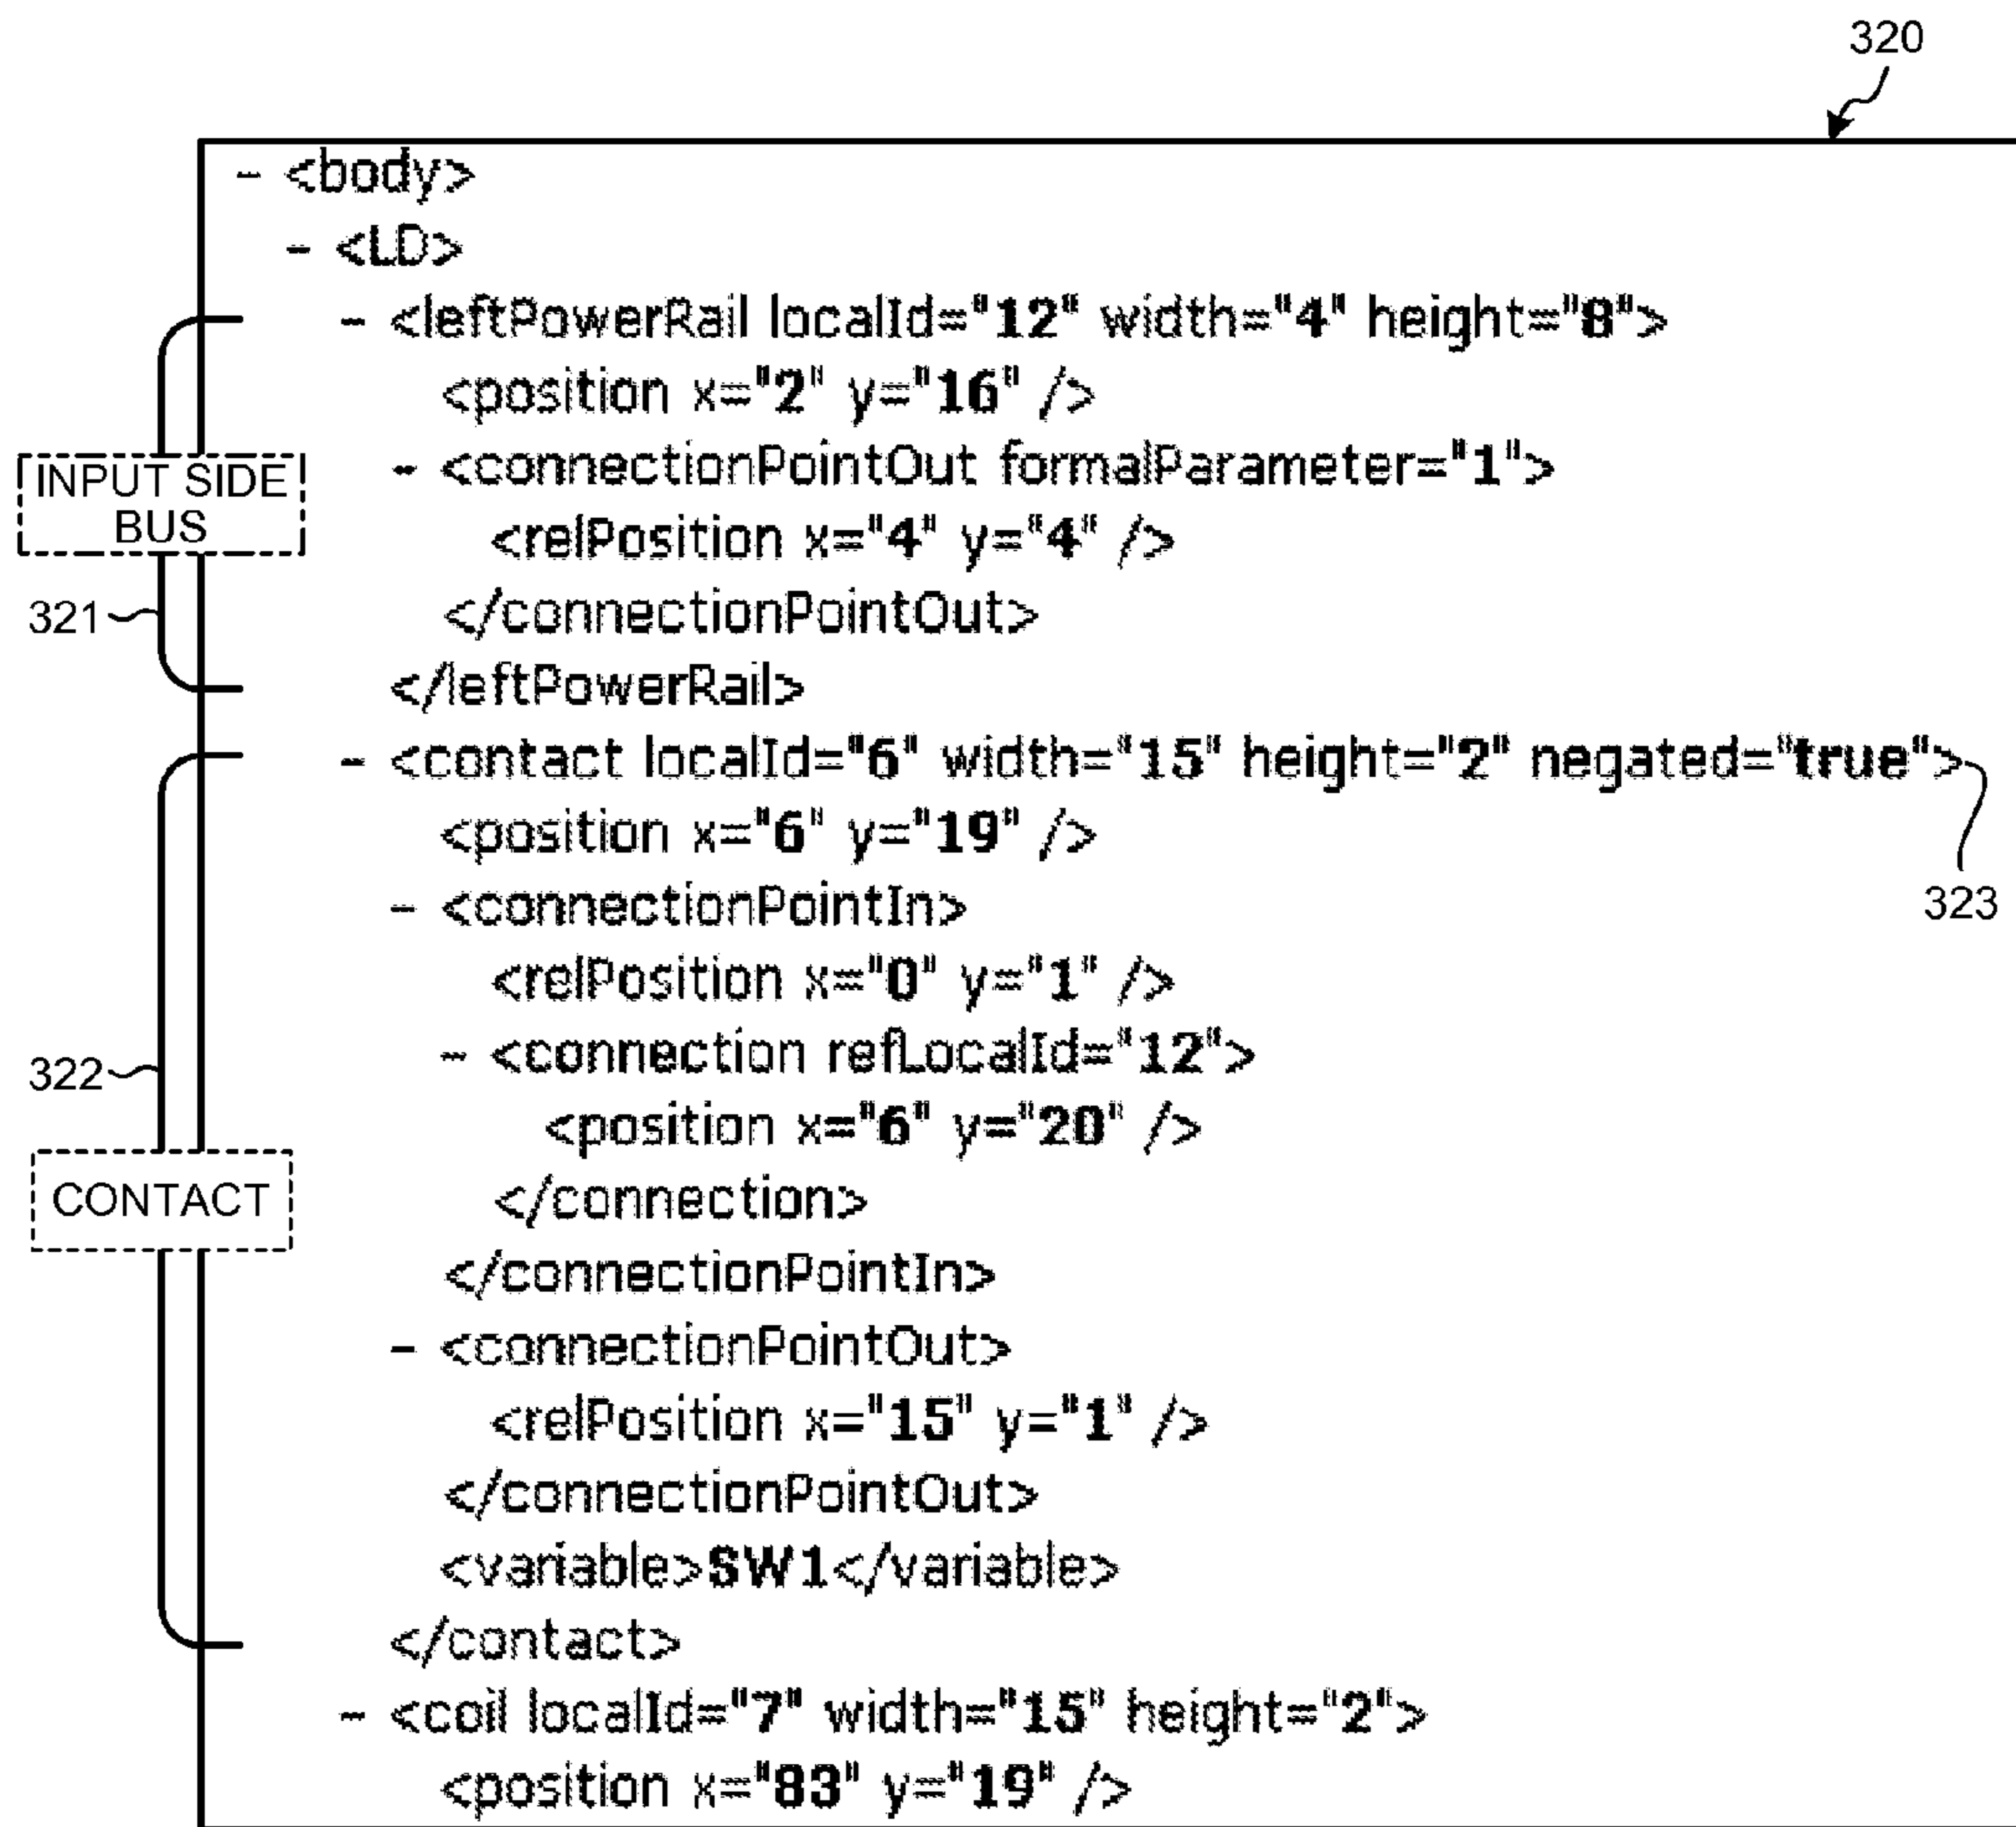 320
- <body>
- <LD>
- <leftPowerRail localId="12" width="4" height="8">
<position x="2" y="16" />
- <connectionPointOut formalParameter="1">
<relPosition x="4" y="4" />
</connectionPointOut>
</leftPowerRail>
INPUT SIDE
BUS
321
- <contact localId="6" width="15" height="2" negated="true">
323
<position x="6" y="19" />
- <connectionPointIn>
<relPosition x="0" y="1" />
- <connection refLocalId="12">
<position x="6" y="20" />
</connection>
</connectionPointIn>
- <connectionPointOut>
<relPosition x="15" y="1" />
</connectionPointOut>
<variable>SW1</variable>
</contact>
322
CONTACT
- <coil localId="7" width="15" height="2">
<position x="83" y="19" />